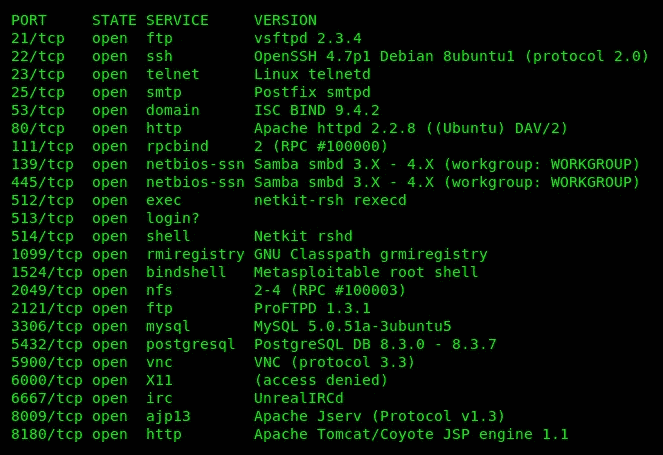 PORT     STATE SERVICE     VERSION
21/tcp   open  ftp         vsftpd 2.3.4
22/tcp   open  ssh         OpenSSH 4.7p1 Debian 8ubuntu1 (protocol 2.0)
23/tcp   open  telnet      Linux telnetd
25/tcp   open  smtp        Postfix smtpd
53/tcp   open  domain      ISC BIND 9.4.2
80/tcp   open  http        Apache httpd 2.2.8 ((Ubuntu) DAV/2)
111/tcp  open  rpcbind     2 (RPC #100000)
139/tcp  open  netbios-ssn Samba smbd 3.X - 4.X (workgroup: WORKGROUP)
445/tcp  open  netbios-ssn Samba smbd 3.X - 4.X (workgroup: WORKGROUP)
512/tcp  open  exec        netkit-rsh rexecd
513/tcp  open  login?
514/tcp  open  shell       Netkit rshd
1099/tcp open  rmiregistry GNU Classpath grmiregistry
1524/tcp open  bindshell   Metasploitable root shell
2049/tcp open  nfs         2-4 (RPC #100003)
2121/tcp open  ftp         ProFTPD 1.3.1
3306/tcp open  mysql       MySQL 5.0.51a-3ubuntu5
5432/tcp open  postgresql  PostgreSQL DB 8.3.0 - 8.3.7
5900/tcp open  vnc         VNC (protocol 3.3)
6000/tcp open  X11         (access denied)
6667/tcp open  irc         UnrealIRCd
8009/tcp open  ajp13       Apache Jserv (Protocol v1.3)
8180/tcp open  http        Apache Tomcat/Coyote JSP engine 1.1